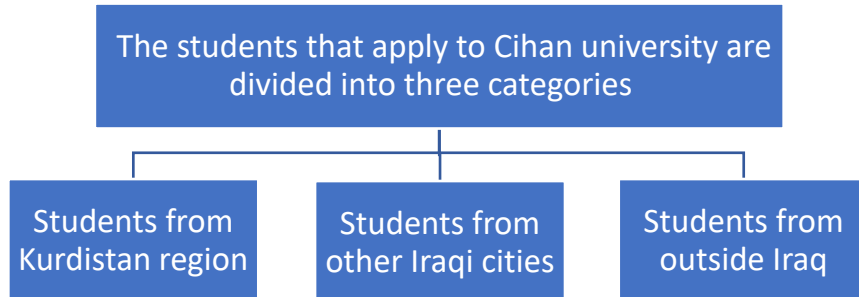 The students that apply to Cihan university are
divided into three categories
Students from
Kurdistan region
Students from
other Iraqi cities
Students from
outside Iraq